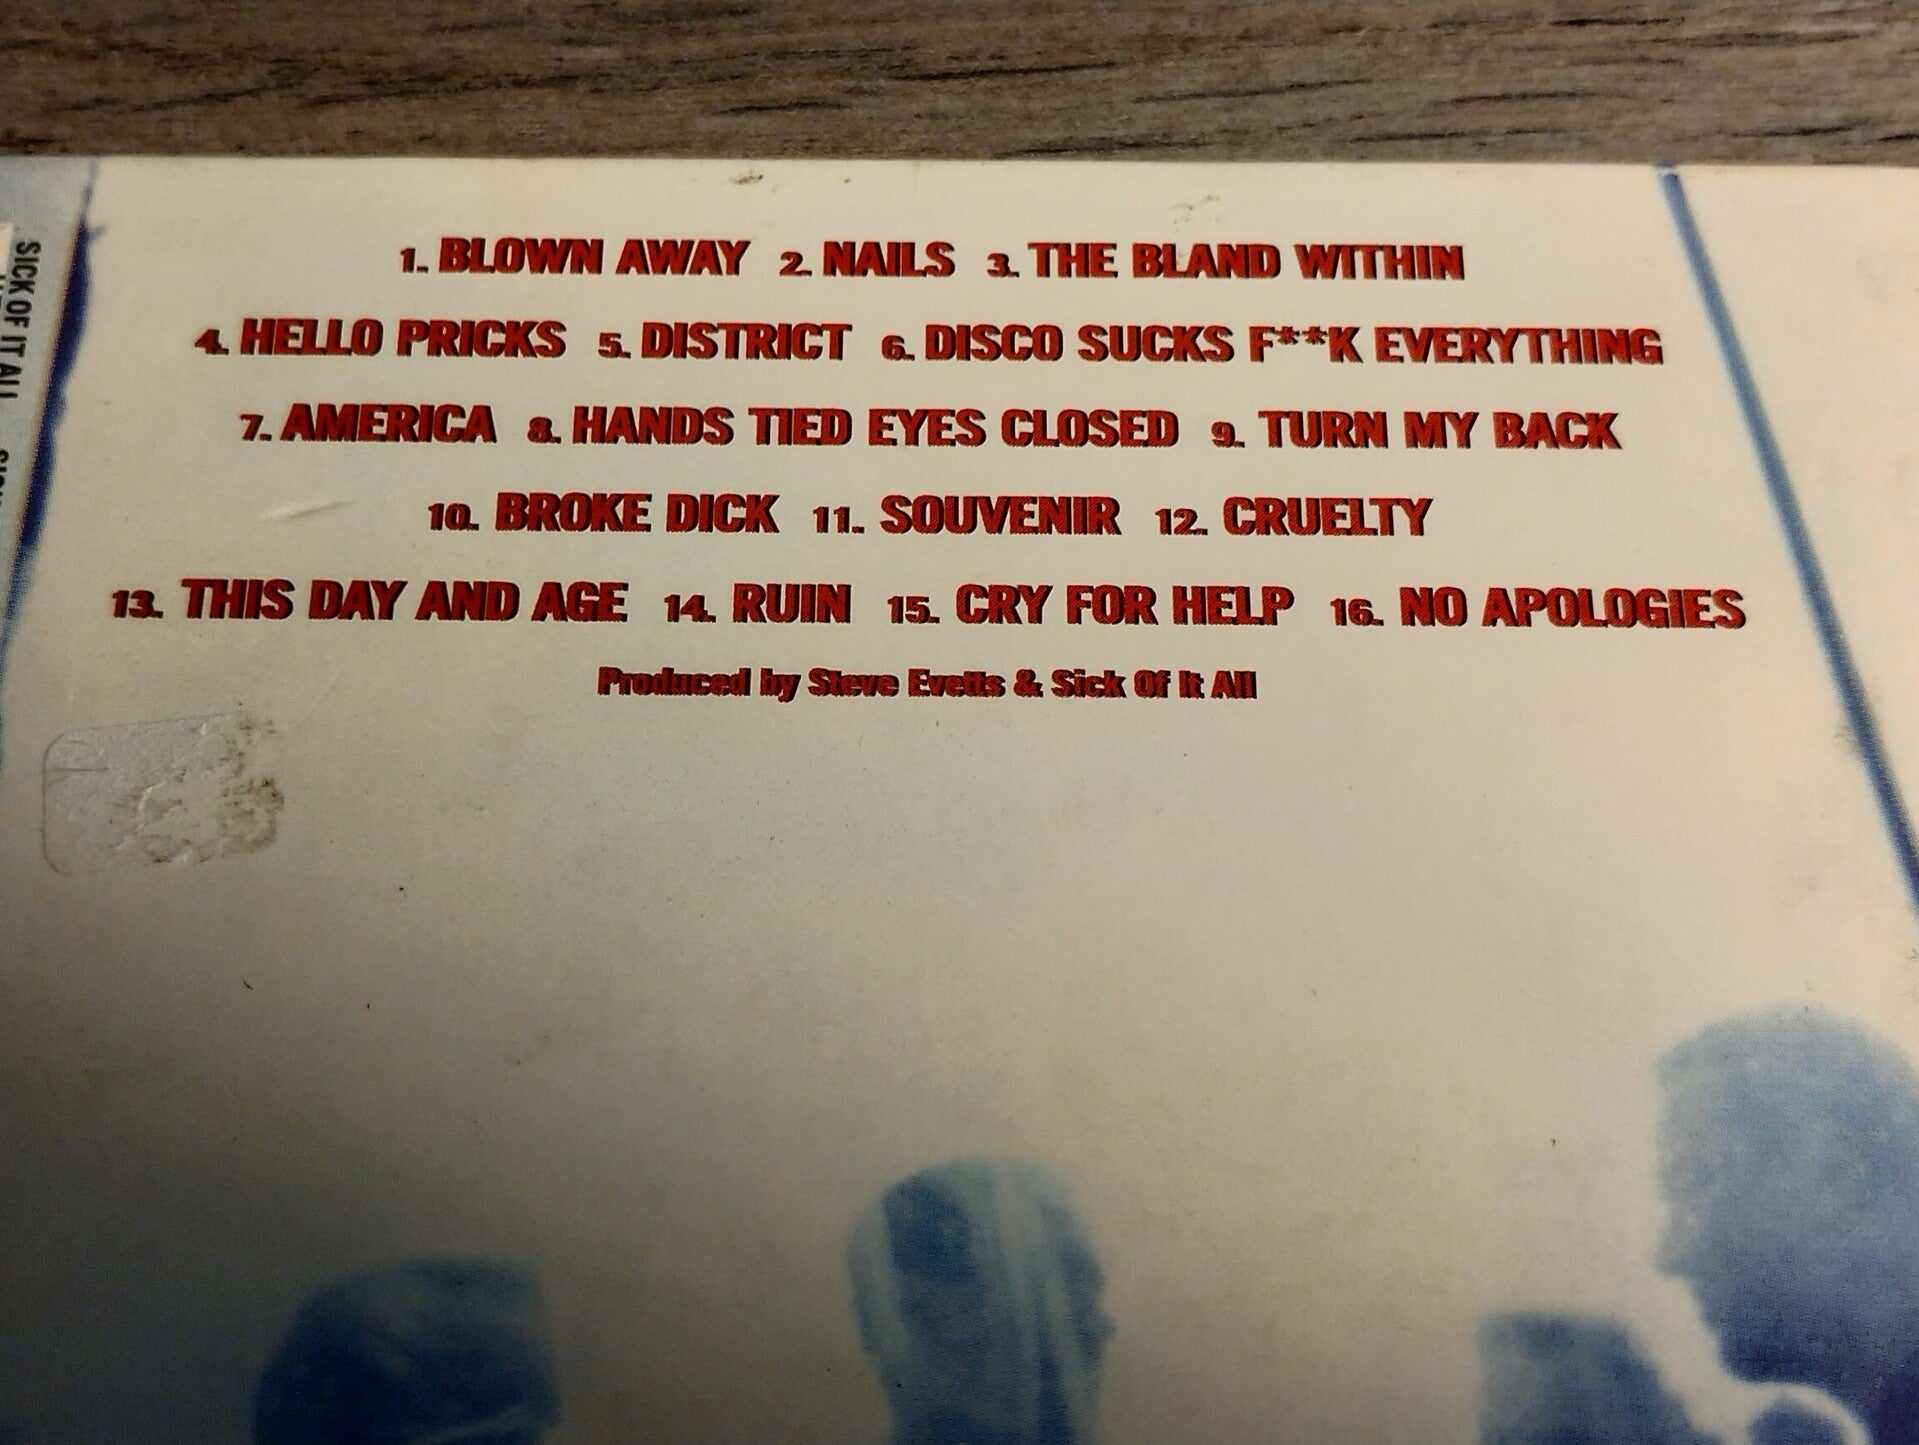 1. BLOWN AWAY 2. NAILS 3. THE BLAND WITHIN
4. HELLO PRICKS 5. DISTRICT 6. DISCO SUCKS F**K EVERYTHING
7. AMERICA 8. HANDS TIED EYES CLOSED 9. TURN MY BACK
10. BROKE DICK 11. SOUVENIR 12. CRUELTY
13. THIS DAY AND AGE 14. RUIN 15. CRY FOR HELP 16. NO APOLOGIES
Produced by Steve Evetts & Sick Of It All
SICK OF IT ALL